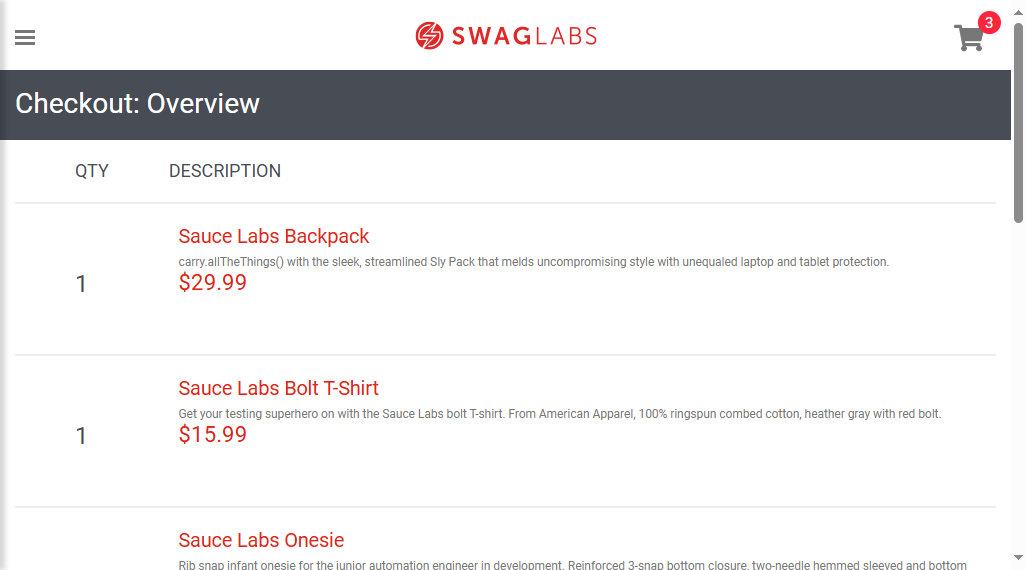 SWAGLABS
3
Checkout: Overview
QTY DESCRIPTION
Sauce Labs Backpack
carry.allTheThings() with the sleek, streamlined Sly Pack that melds uncompromising style with unequaled laptop and tablet protection.
1
$29.99
Sauce Labs Bolt T-Shirt
Get your testing superhero on with the Sauce Labs bolt T-shirt. From American Apparel, 100% ringspun combed cotton, heather gray with red bolt.
1
$15.99
Sauce Labs Onesie
Rib snap infant onesie for the junior automation engineer in development. Reinforced 3-snap bottom closure, two-needle hemmed sleeved and bottom